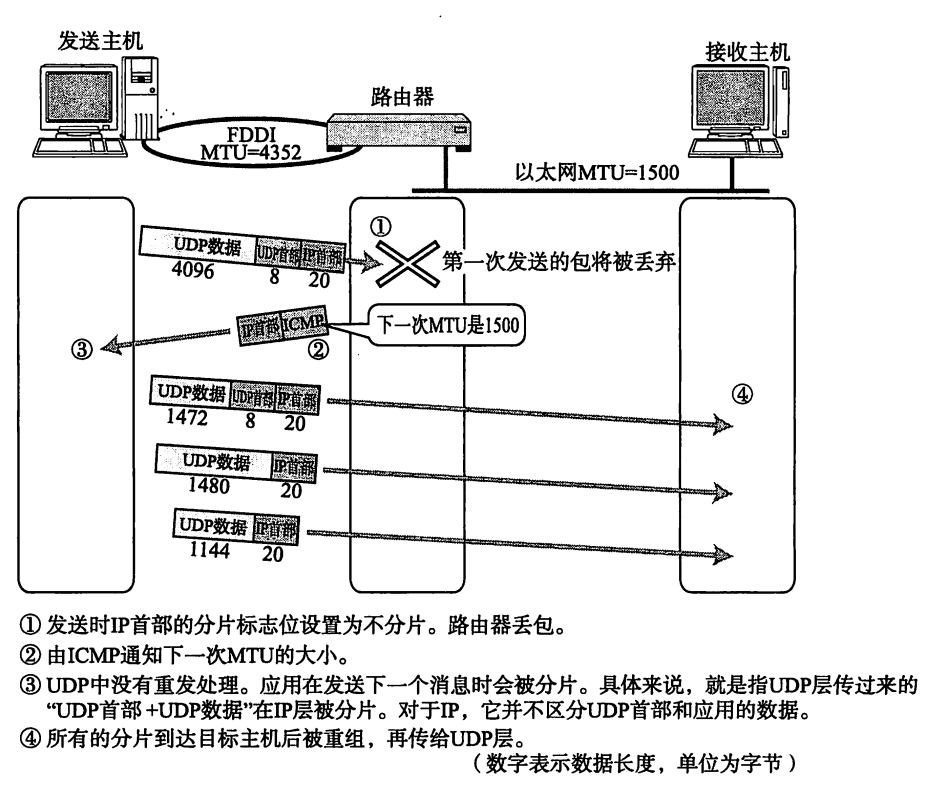 发送主机
接收主机
路由器
FDDI
MTU=4352
以太网MTU=1500
①
UDP数据 UDP首部 IP首部
4096 8 20
第一次发送的包将被丢弃
IP首部 ICMP
下一次MTU是1500
②
③
④
UDP数据 UDP首部 IP首部
1472 8 20
UDP数据 IP首部
1480 20
UDP数据 IP首部
1144 20
① 发送时IP首部的分片标志位设置为不分片。路由器丢包。
② 由ICMP通知下一次MTU的大小。
③ UDP中没有重发处理。应用在发送下一个消息时会被分片。具体来说，就是指UDP层传过来的
“UDP首部+UDP数据”在IP层被分片。对于IP，它并不区分UDP首部和应用的数据。
④ 所有的分片到达目标主机后被重组，再传给UDP层。
（数字表示数据长度，单位为字节）